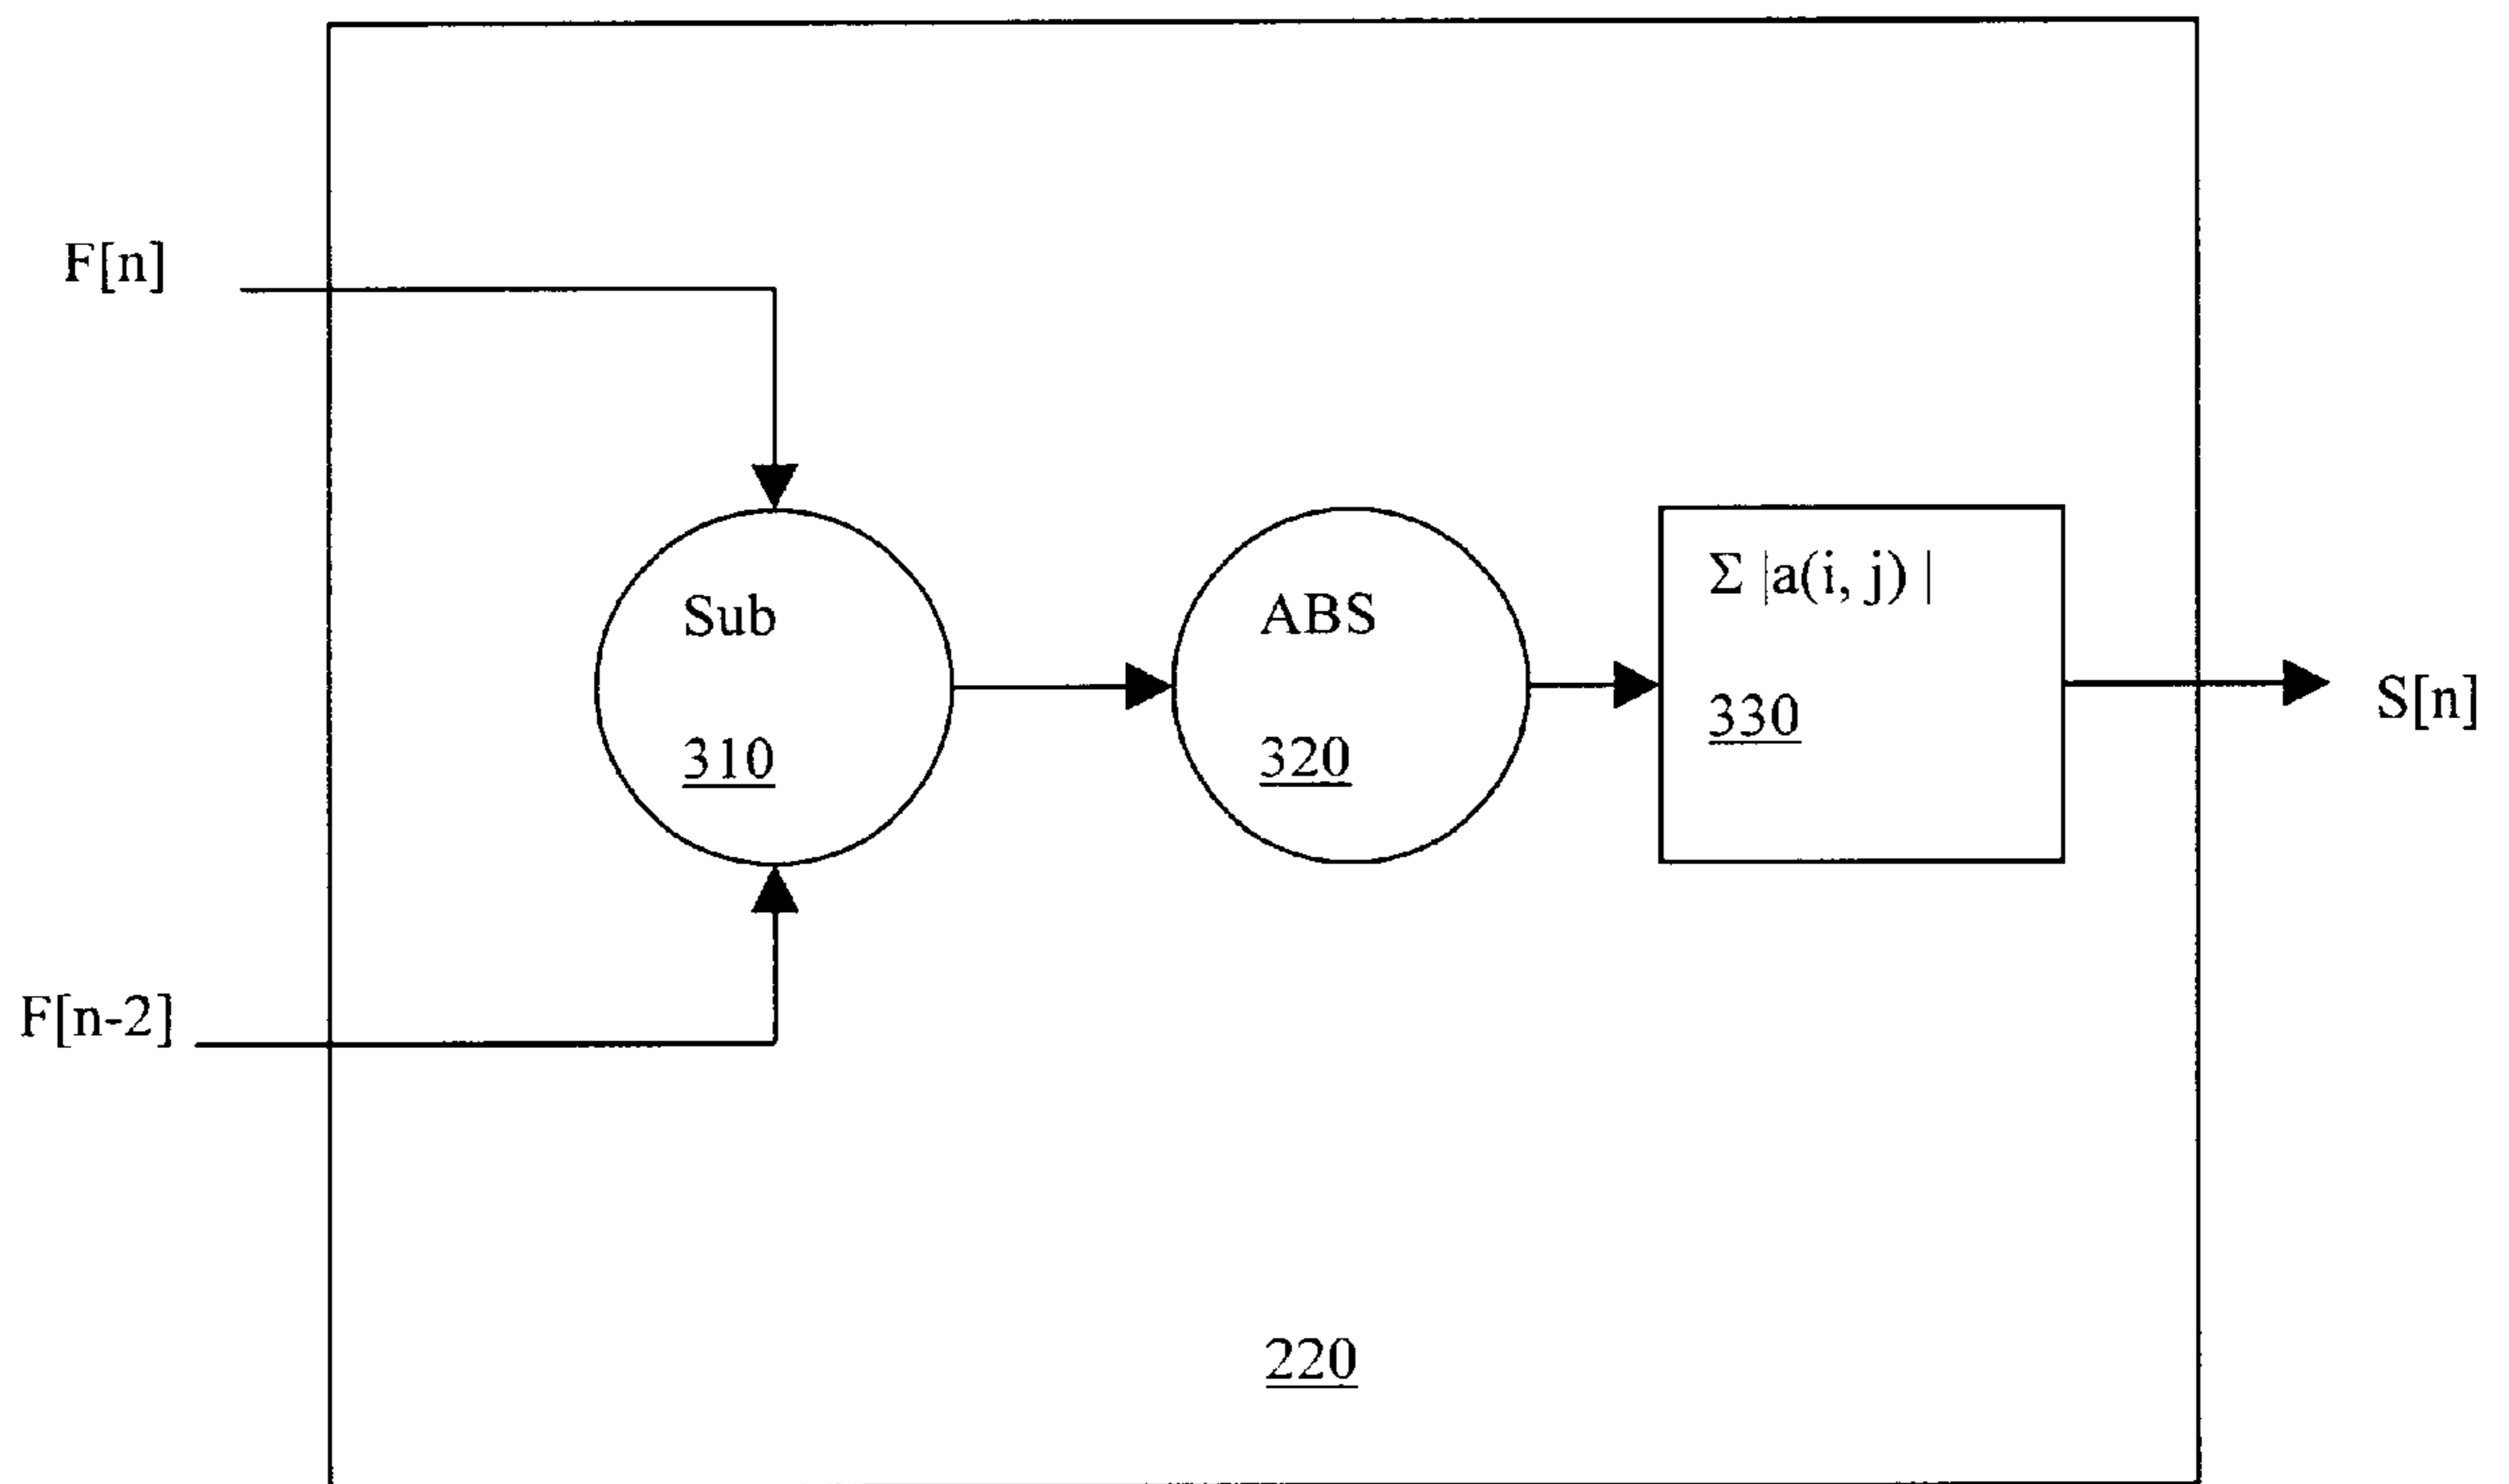 F[n]
Sub
310
ABS
320
Σ |a(i, j) |
330
S[n]
F[n-2]
220